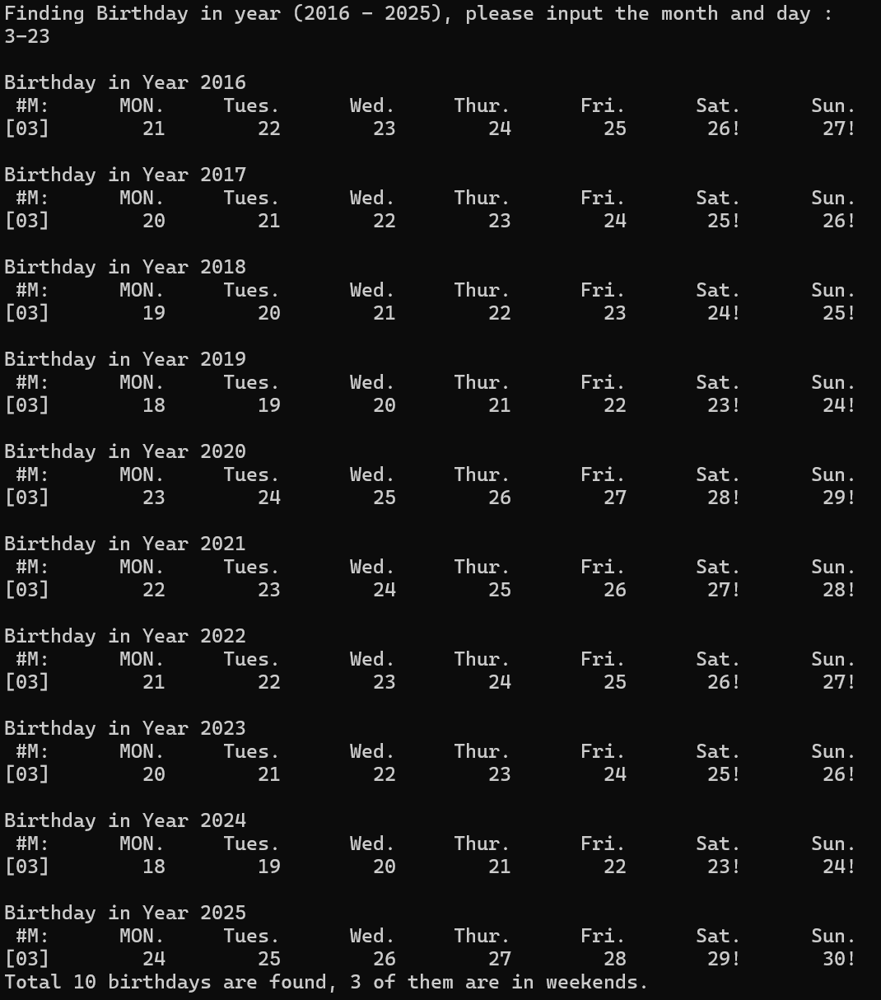 Finding Birthday in year (2016 - 2025), please input the month and day :
3-23
Birthday in Year 2016
#M: MON. Tues. Wed. Thur. Fri. Sat. Sun.
[03] 21 22 23 24 25 26! 27!
Birthday in Year 2017
#M: MON. Tues. Wed. Thur. Fri. Sat. Sun.
[03] 20 21 22 23 24 25! 26!
Birthday in Year 2018
#M: MON. Tues. Wed. Thur. Fri. Sat. Sun.
[03] 19 20 21 22 23 24! 25!
Birthday in Year 2019
#M: MON. Tues. Wed. Thur. Fri. Sat. Sun.
[03] 18 19 20 21 22 23! 24!
Birthday in Year 2020
#M: MON. Tues. Wed. Thur. Fri. Sat. Sun.
[03] 23 24 25 26 27 28! 29!
Birthday in Year 2021
#M: MON. Tues. Wed. Thur. Fri. Sat. Sun.
[03] 22 23 24 25 26 27! 28!
Birthday in Year 2022
#M: MON. Tues. Wed. Thur. Fri. Sat. Sun.
[03] 21 22 23 24 25 26! 27!
Birthday in Year 2023
#M: MON. Tues. Wed. Thur. Fri. Sat. Sun.
[03] 20 21 22 23 24 25! 26!
Birthday in Year 2024
#M: MON. Tues. Wed. Thur. Fri. Sat. Sun.
[03] 18 19 20 21 22 23! 24!
Birthday in Year 2025
#M: MON. Tues. Wed. Thur. Fri. Sat. Sun.
[03] 24 25 26 27 28 29! 30!
Total 10 birthdays are found, 3 of them are in weekends.